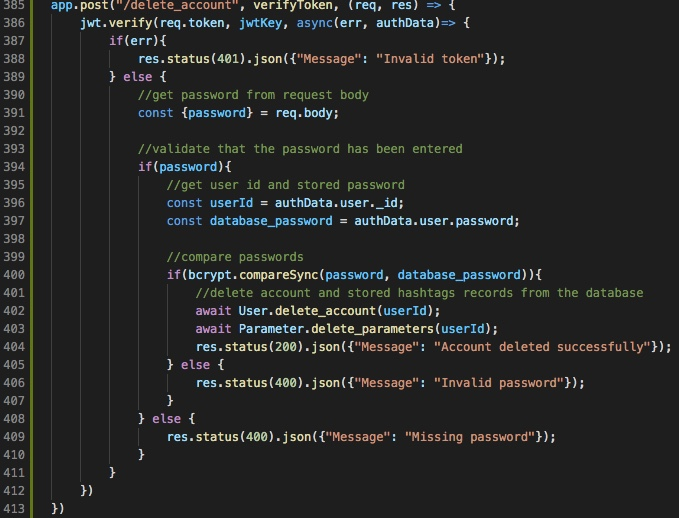 385 app.post("/delete_account", verifyToken, (req, res) => {
386 jwt.verify(req.token, jwtKey, async(err, authData)=> {
387 if(err){
388 res.status(401).json({"Message": "Invalid token"});
389 } else {
390 //get password from request body
391 const {password} = req.body;
392
393 //validate that the password has been entered
394 if(password){
395 //get user id and stored password
396 const userId = authData.user._id;
397 const database_password = authData.user.password;
398
399 //compare passwords
400 if(bcrypt.compareSync(password, database_password)){
401 //delete account and stored hashtags records from the database
402 await User.delete_account(userId);
403 await Parameter.delete_parameters(userId);
404 res.status(200).json({"Message": "Account deleted successfully"});
405 } else {
406 res.status(400).json({"Message": "Invalid password"});
407 }
408 } else {
409 res.status(400).json({"Message": "Missing password"});
410 }
411 }
412 })
413 })